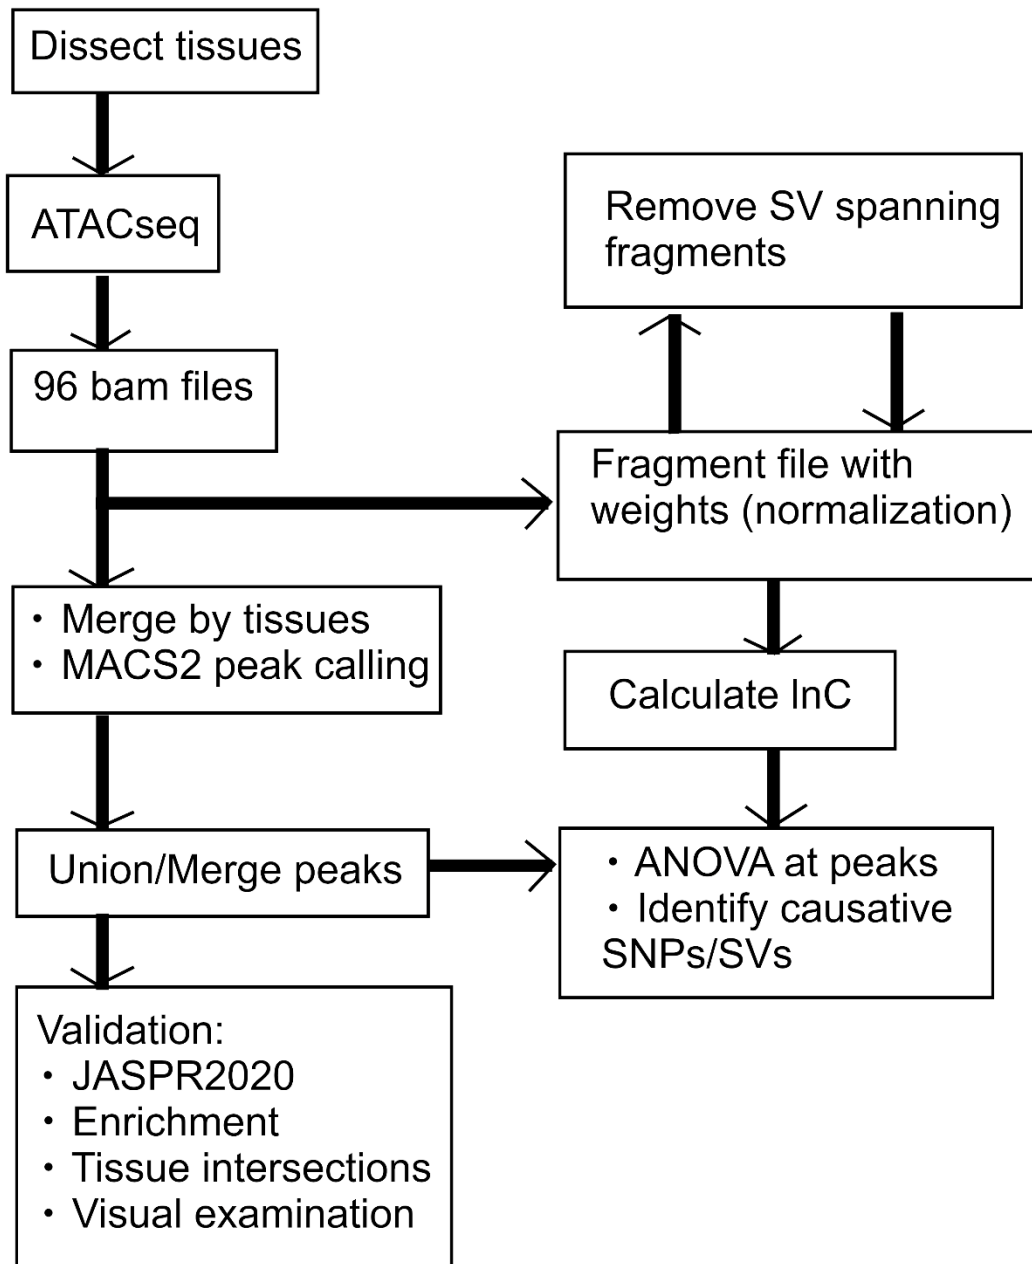 Dissect tissues
ATACseq
96 bam files
Remove SV spanning
fragments
Fragment file with
weights (normalization)
・Merge by tissues
・MACS2 peak calling
Calculate lnC
Union/Merge peaks
・ANOVA at peaks
・Identify causative
SNPs/SVs
Validation:
・JASPR2020
・Enrichment
・Tissue intersections
・Visual examination